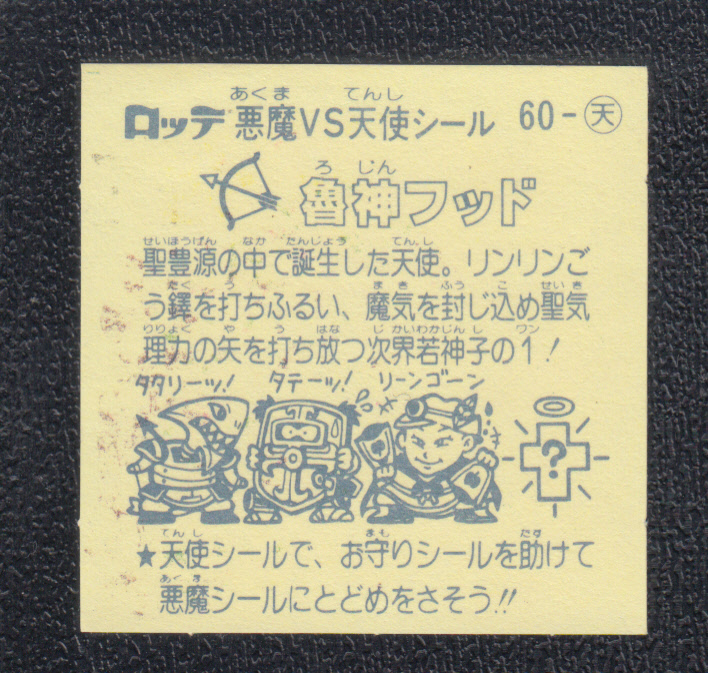 あくま てんし
ロッテ 悪魔VS天使シール 60-天
ろ じん
魯神フッド
せいほうげん なか たんじょう てんし
聖豊源の中で誕生した天使。リンリンご
たく う まき ふう こ せいき
う鐸を打ちふるい、魔気を封じ込め聖気
りりょく や う はな じかいわかじんし ワン
理力の矢を打ち放つ次界若神子の1!
タタリーッ! タテーッ! リーンゴーン
?
てんし まも たす
★天使シールで、お守りシールを助けて
あくま
悪魔シールにとどめをさそう!!